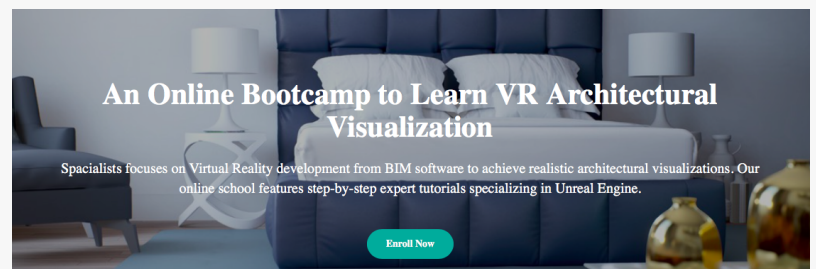 An Online Bootcamp to Learn VR Architectural
Visualization
Spacialists focuses on Virtual Reality development from BIM software to achieve realistic architectural visualizations. Our
online school features step-by-step expert tutorials specializing in Unreal Engine.
Enroll Now